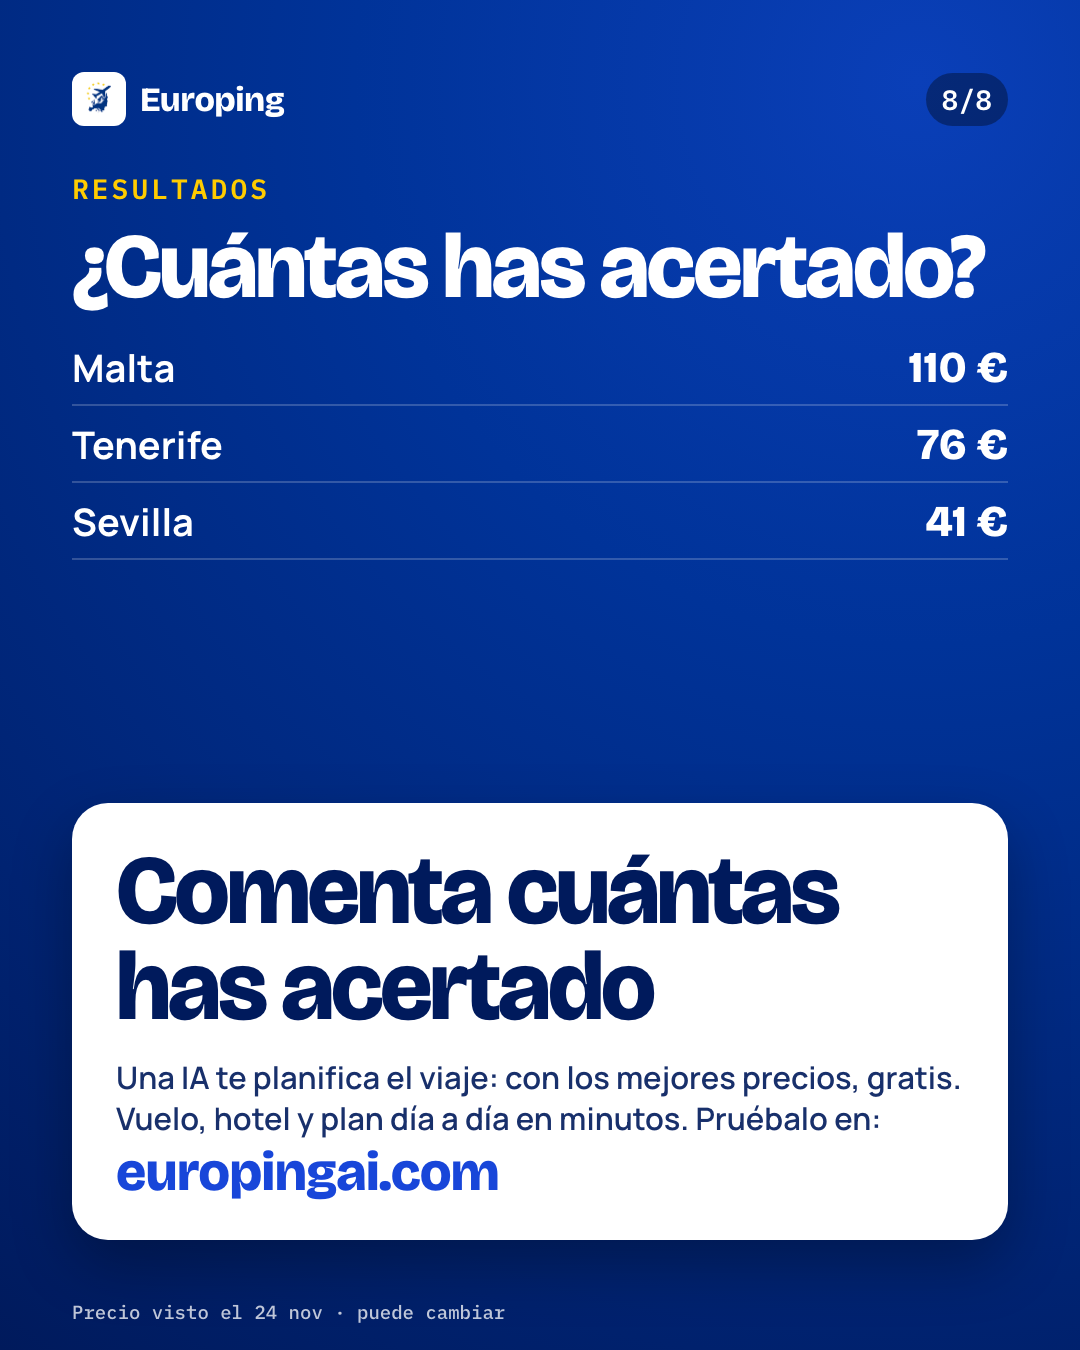 Europing
8/8
RESULTADOS
¿Cuántas has acertado?
Malta 110 €
Tenerife 76 €
Sevilla 41 €
Comenta cuántas
has acertado
Una IA te planifica el viaje: con los mejores precios, gratis.
Vuelo, hotel y plan día a día en minutos. Pruébalo en:
europingai.com
Precio visto el 24 nov · puede cambiar